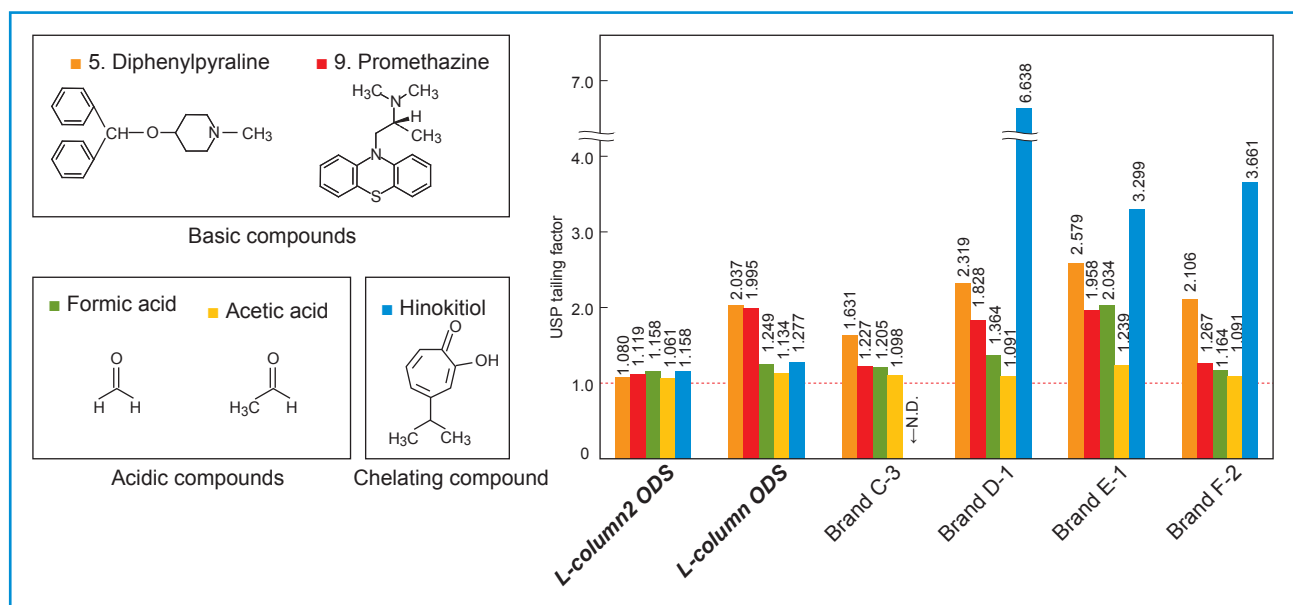 ■ 5. Diphenylpyraline
■ 9. Promethazine
CH
O
N
CH3
H3C
CH3
N
H
CH3
N
S
Basic compounds
■ Formic acid
■ Acetic acid
O
H
H
O
H3C
H
Acidic compounds
■ Hinokitiol
O
OH
H3C
CH3
Chelating compound
USP tailing factor
7.0
4.0
3.0
2.0
1.0
0
1.080
1.119
1.158
1.061
1.158
2.037
1.995
1.249
1.134
1.277
1.631
1.227
1.205
1.098
←N.D.
2.319
1.828
1.364
1.091
6.638
2.579
1.958
2.034
1.239
3.299
2.106
1.267
1.164
1.091
3.661
L-column2 ODS
L-column ODS
Brand C-3
Brand D-1
Brand E-1
Brand F-2